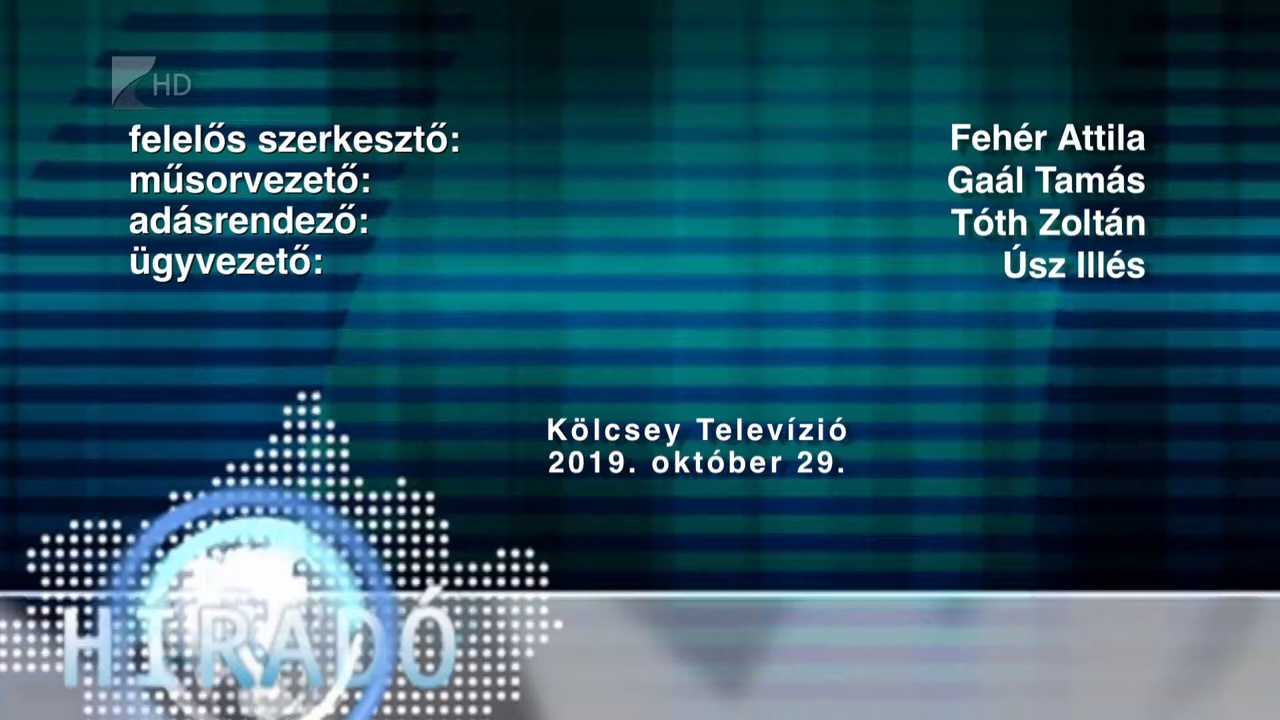 HD
felelős szerkesztő: Fehér Attila
műsorvezető: Gaál Tamás
adásrendező: Tóth Zoltán
ügyvezető: Úsz Illés
Kölcsey Televízió
2019. október 29.
HÍRADÓ